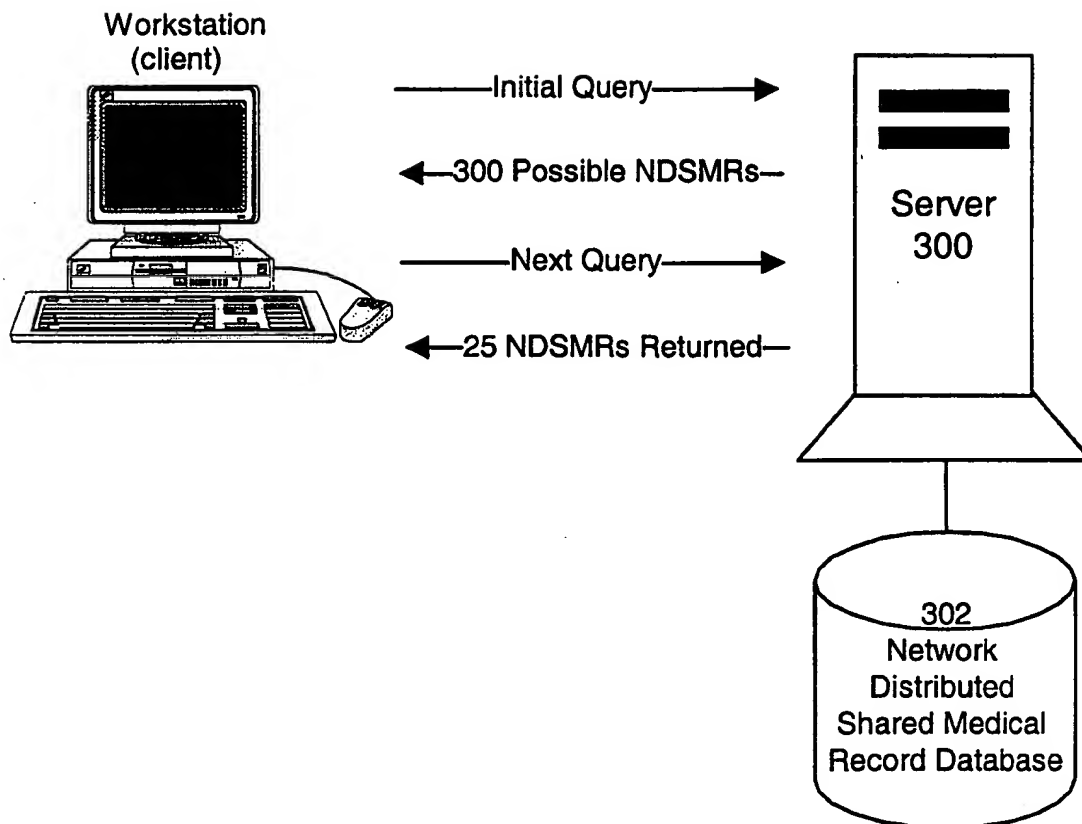 Workstation
(client)
Initial Query
300 Possible NDSMRs
Next Query
25 NDSMRs Returned
Server
300
302
Network
Distributed
Shared Medical
Record Database